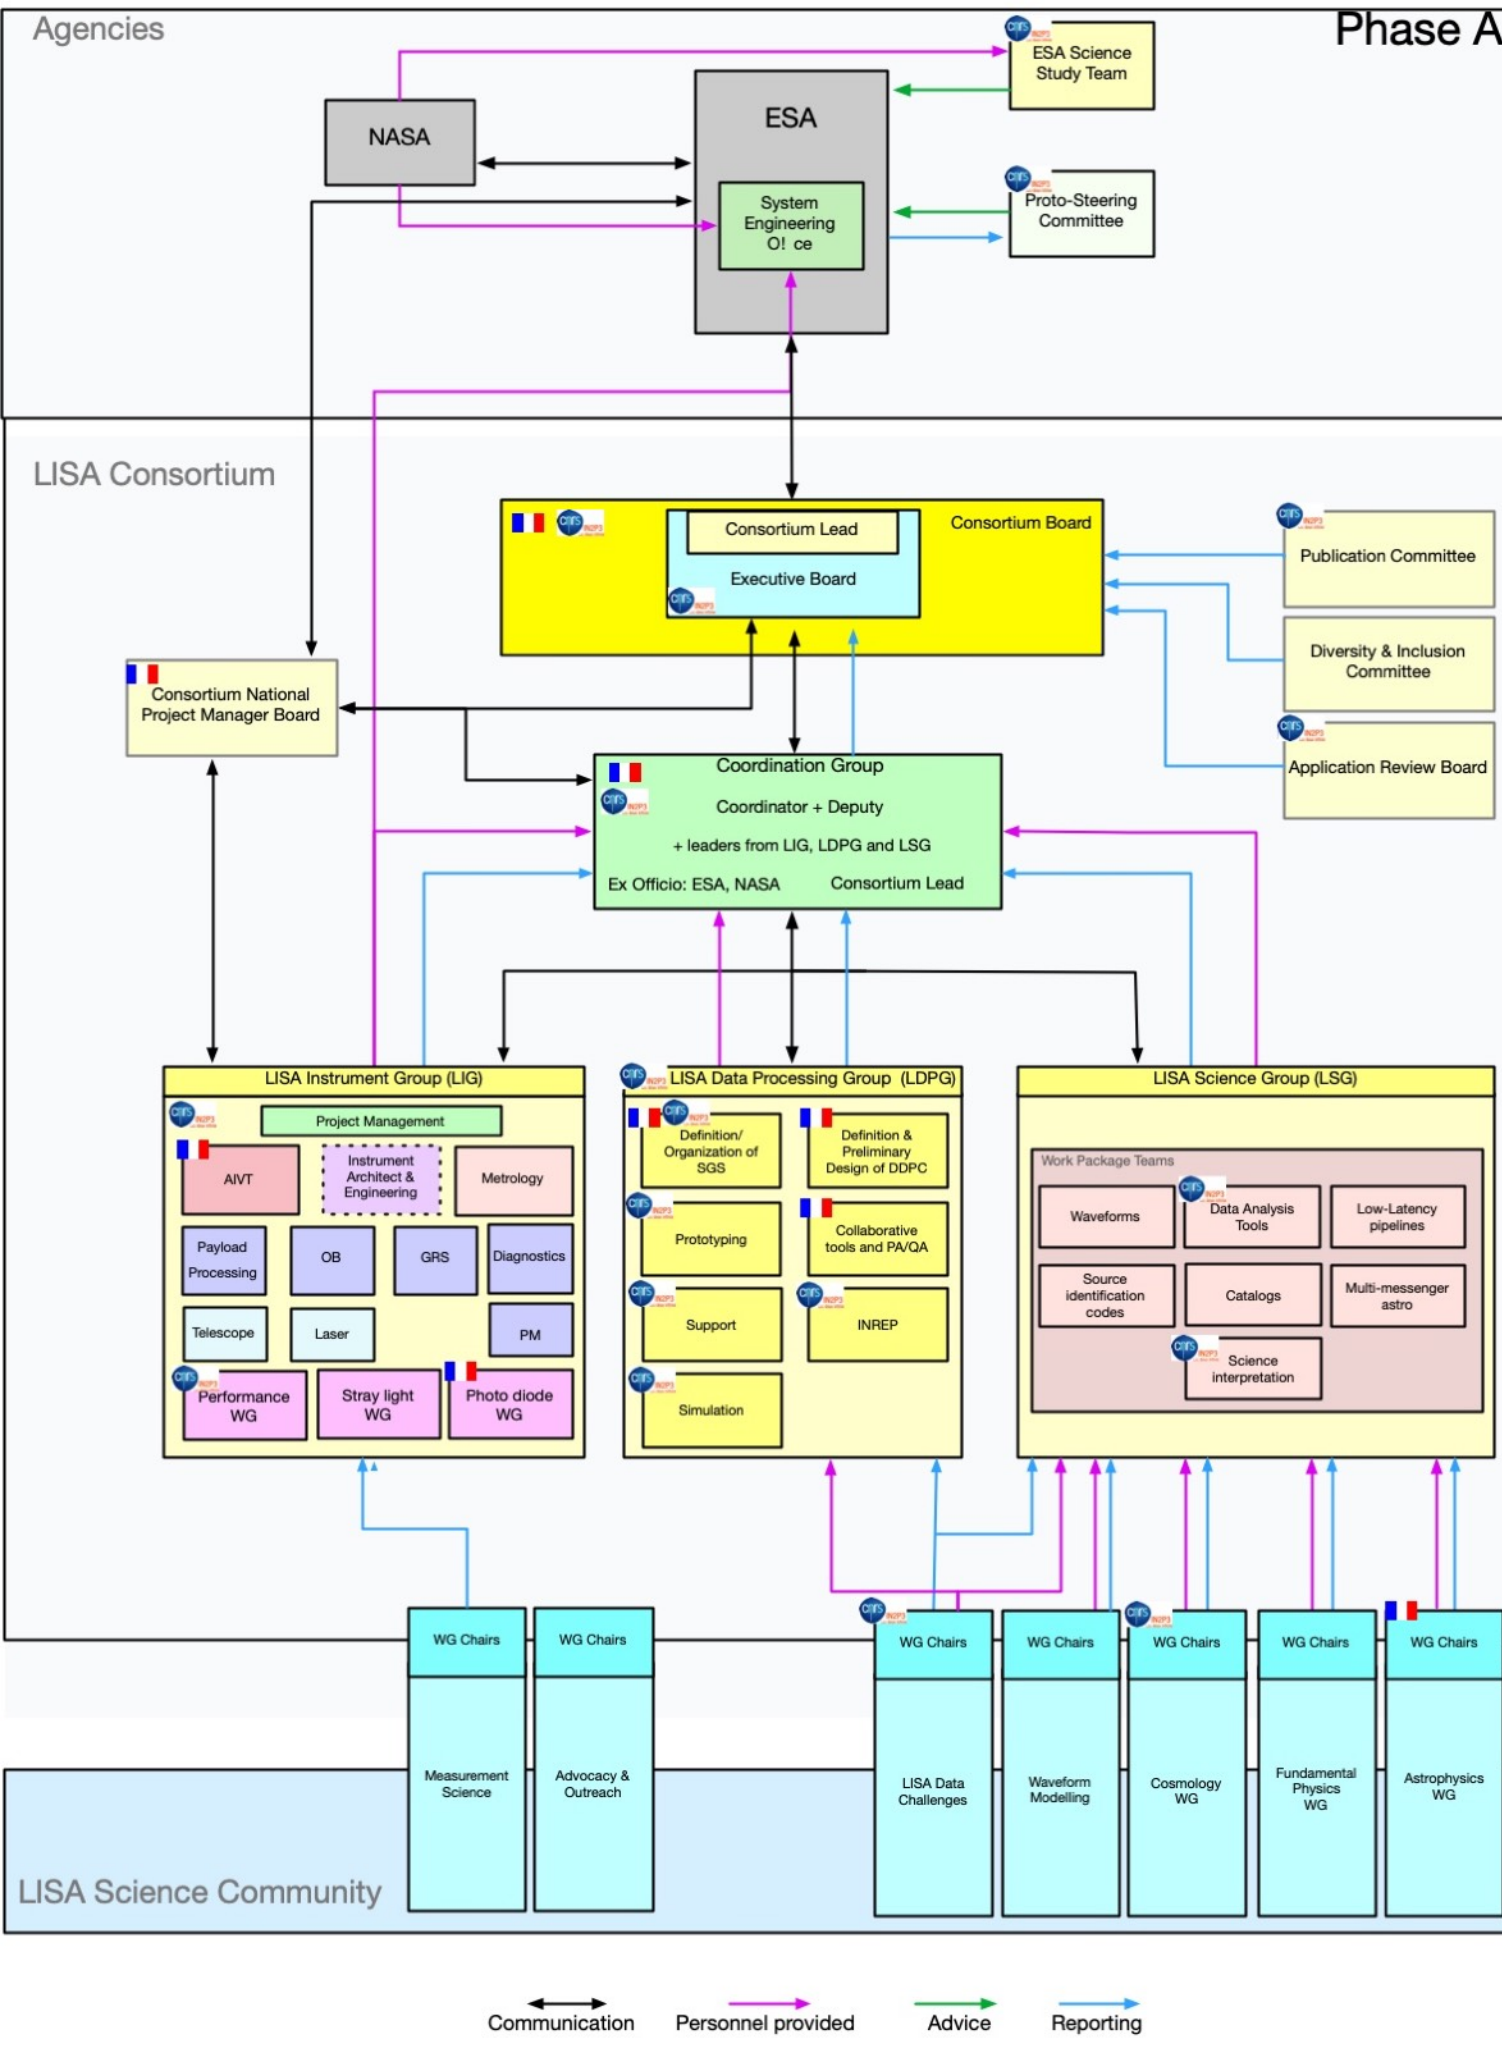 Agencies
Phase A
ESA Science
Study Team
NASA
ESA
System
Engineering
O! ce
Proto-Steering
Committee
LISA Consortium
Consortium Lead
Executive Board
Consortium Board
Publication Committee
Diversity & Inclusion
Committee
Application Review Board
Consortium National
Project Manager Board
Coordination Group
Coordinator + Deputy
+ leaders from LIG, LDPG and LSG
Ex Officio: ESA, NASA
Consortium Lead
LISA Instrument Group (LIG)
Project Management
AIVT
Instrument
Architect &
Engineering
Metrology
Payload
Processing
OB
GRS
Diagnostics
Telescope
Laser
PM
Performance
WG
Stray light
WG
Photo diode
WG
LISA Data Processing Group (LDPG)
Definition/
Organization of
SGS
Definition &
Preliminary
Design of DDPC
Prototyping
Collaborative
tools and PA/QA
Support
INREP
Simulation
LISA Science Group (LSG)
Work Package Teams
Waveforms
Data Analysis
Tools
Low-Latency
pipelines
Source
identification
codes
Catalogs
Multi-messenger
astro
Science
interpretation
WG Chairs
WG Chairs
WG Chairs
WG Chairs
WG Chairs
WG Chairs
WG Chairs
Measurement
Science
Advocacy &
Outreach
LISA Data
Challenges
Waveform
Modelling
Cosmology
WG
Fundamental
Physics
WG
Astrophysics
WG
LISA Science Community
Communication
Personnel provided
Advice
Reporting